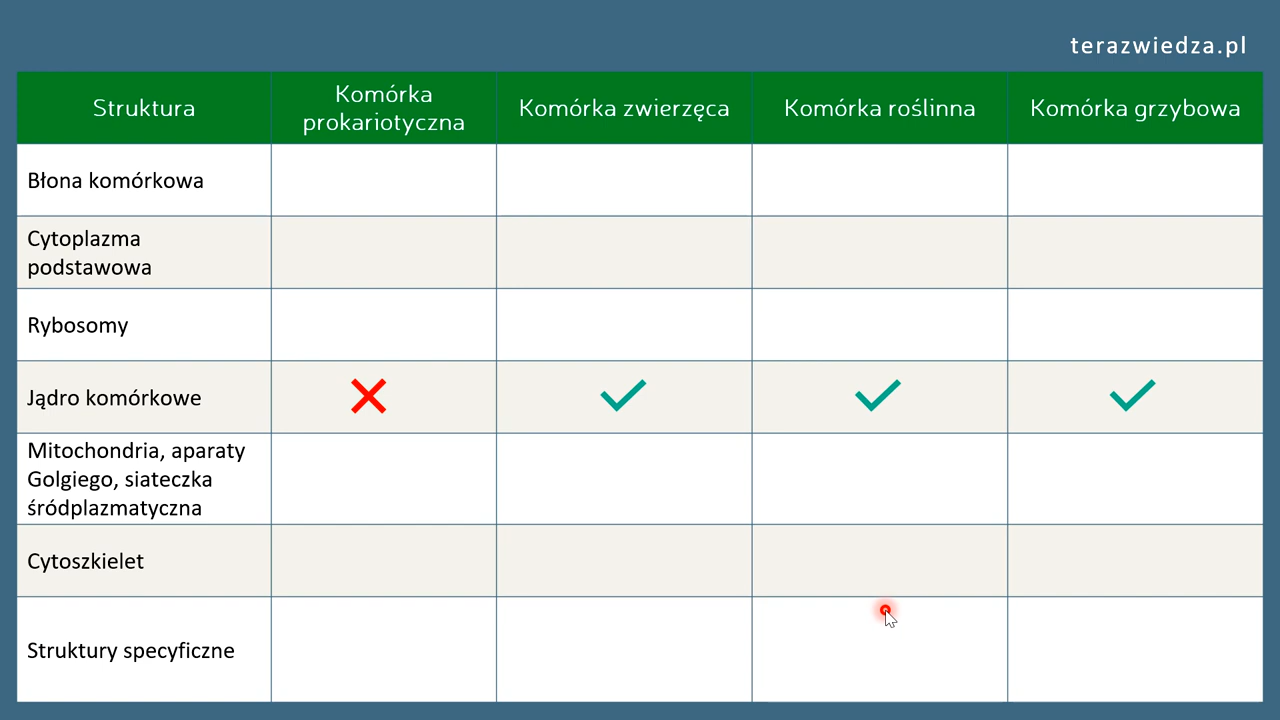 terazwiedza.pl
Struktura
Komórka
prokariotyczna
Komórka zwierzęca
Komórka roślinna
Komórka grzybowa
Błona komórkowa
Cytoplazma
podstawowa
Rybosomy
Jądro komórkowe
Mitochondria, aparaty
Golgiego, siateczka
śródplazmatyczna
Cytoszkielet
Struktury specyficzne